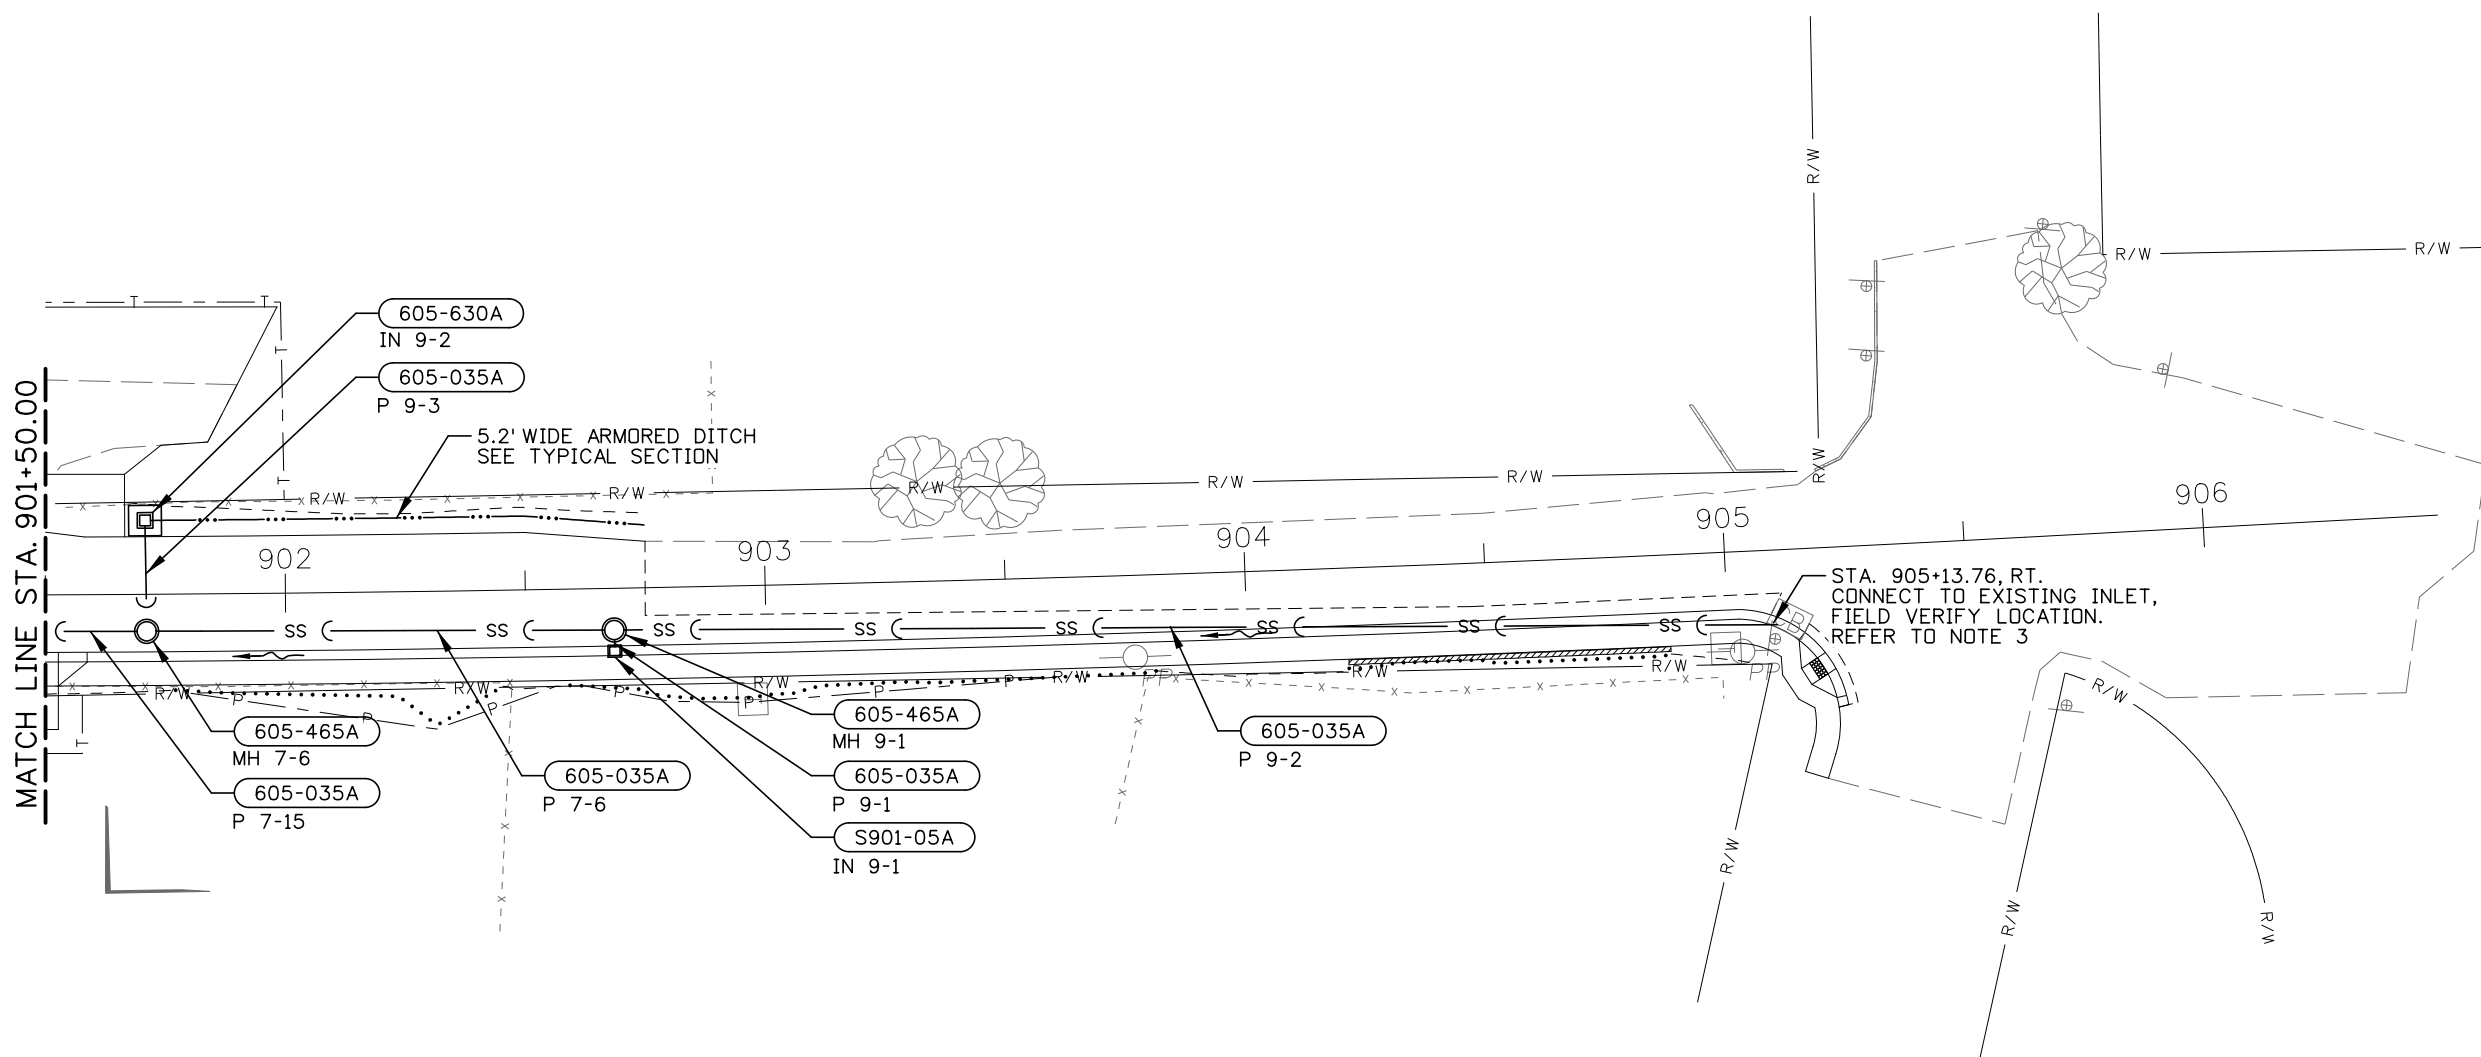 MATCH LINE STA. 901+50.00
605-630A
IN 9-2
605-035A
P 9-3
5.2' WIDE ARMORED DITCH
SEE TYPICAL SECTION
R/W
R/W
R/W
R/W
R/W
R/W
R/W
R/W
R/W
902
903
904
905
906
STA. 905+13.76, RT.
CONNECT TO EXISTING INLET,
FIELD VERIFY LOCATION.
REFER TO NOTE 3
SS
SS
SS
SS
SS
SS
SS
SS
CB
PP
PP
R/W
R/W
R/W
R/W
R/W
R/W
P
P
P
P
P
P
P
T
T
T
T
T
605-465A
MH 7-6
605-035A
P 7-15
605-035A
P 7-6
605-465A
MH 9-1
605-035A
P 9-1
S901-05A
IN 9-1
605-035A
P 9-2
R/W
R/W
R/W
R/W